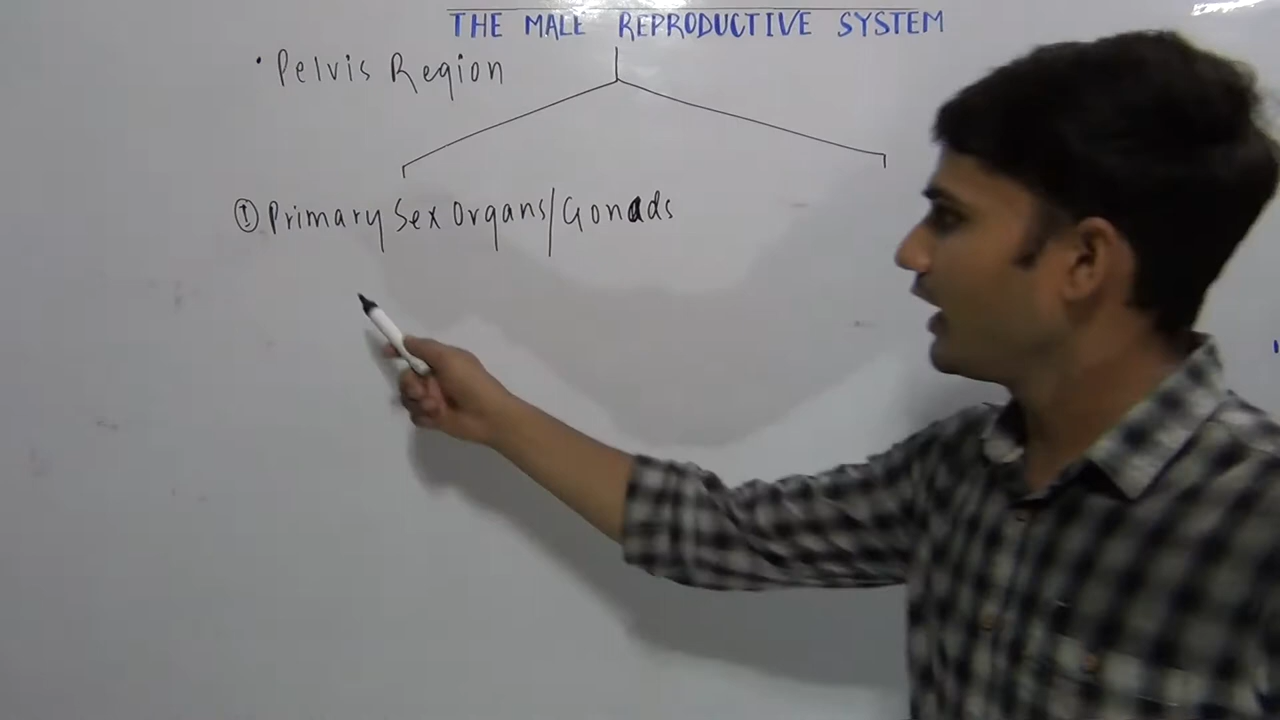 THE MALE REPRODUCTIVE SYSTEM
· Pelvis Region
① Primary Sex Organs/Gonads